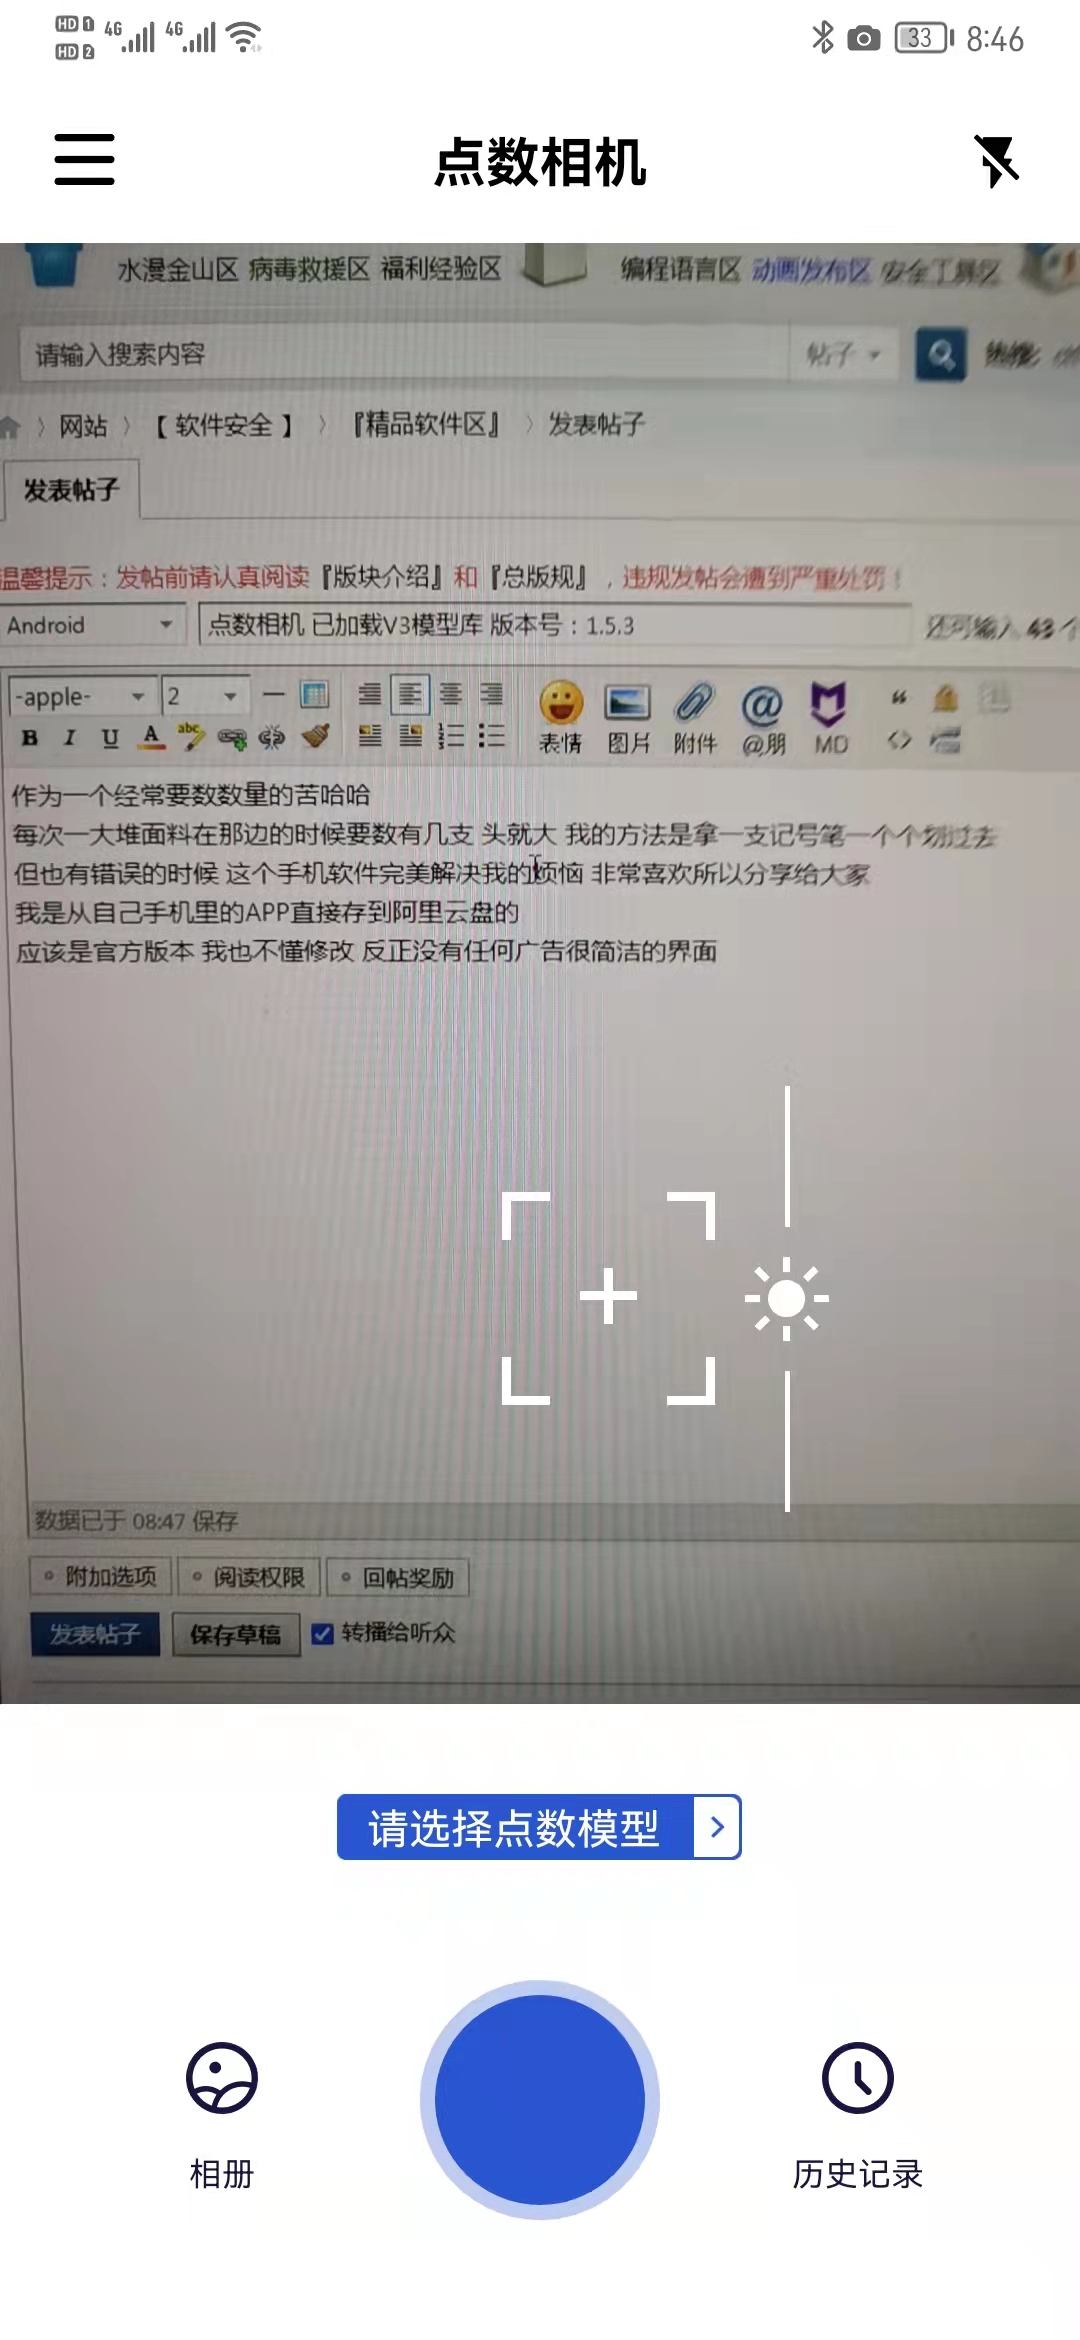 HD 1 4G 4G 33 8:46
HD 2
点数相机
水漫金山区 病毒救援区 福利经验区 编程语言区 动画发布区 安全工具区
请输入搜索内容 帖子
网站 〉 【 软件安全 】 〉 『精品软件区』 〉 发表帖子
发表帖子
温馨提示：发帖前请认真阅读『版块介绍』和『总版规』，违规发帖会遭到严重处罚！
Android 点数相机 已加载V3模型库 版本号：1.5.3 还可输入 43 个
-apple- 2
B I U A abc 表情 图片 附件 @朋 MD
作为一个经常要数数量的苦哈哈
每次一大堆面料在那边的时候要数有几支 头就大 我的方法是拿一支记号笔一个个划过去
但也有错误的时候 这个手机软件完美解决我的烦恼 非常喜欢所以分享给大家
我是从自己手机里的APP直接存到阿里云盘的
应该是官方版本 我也不懂修改 反正没有任何广告很简洁的界面
数据已于 08:47 保存
附加选项 阅读权限 回帖奖励
发表帖子 保存草稿 转播给听众
请选择点数模型
相册 历史记录